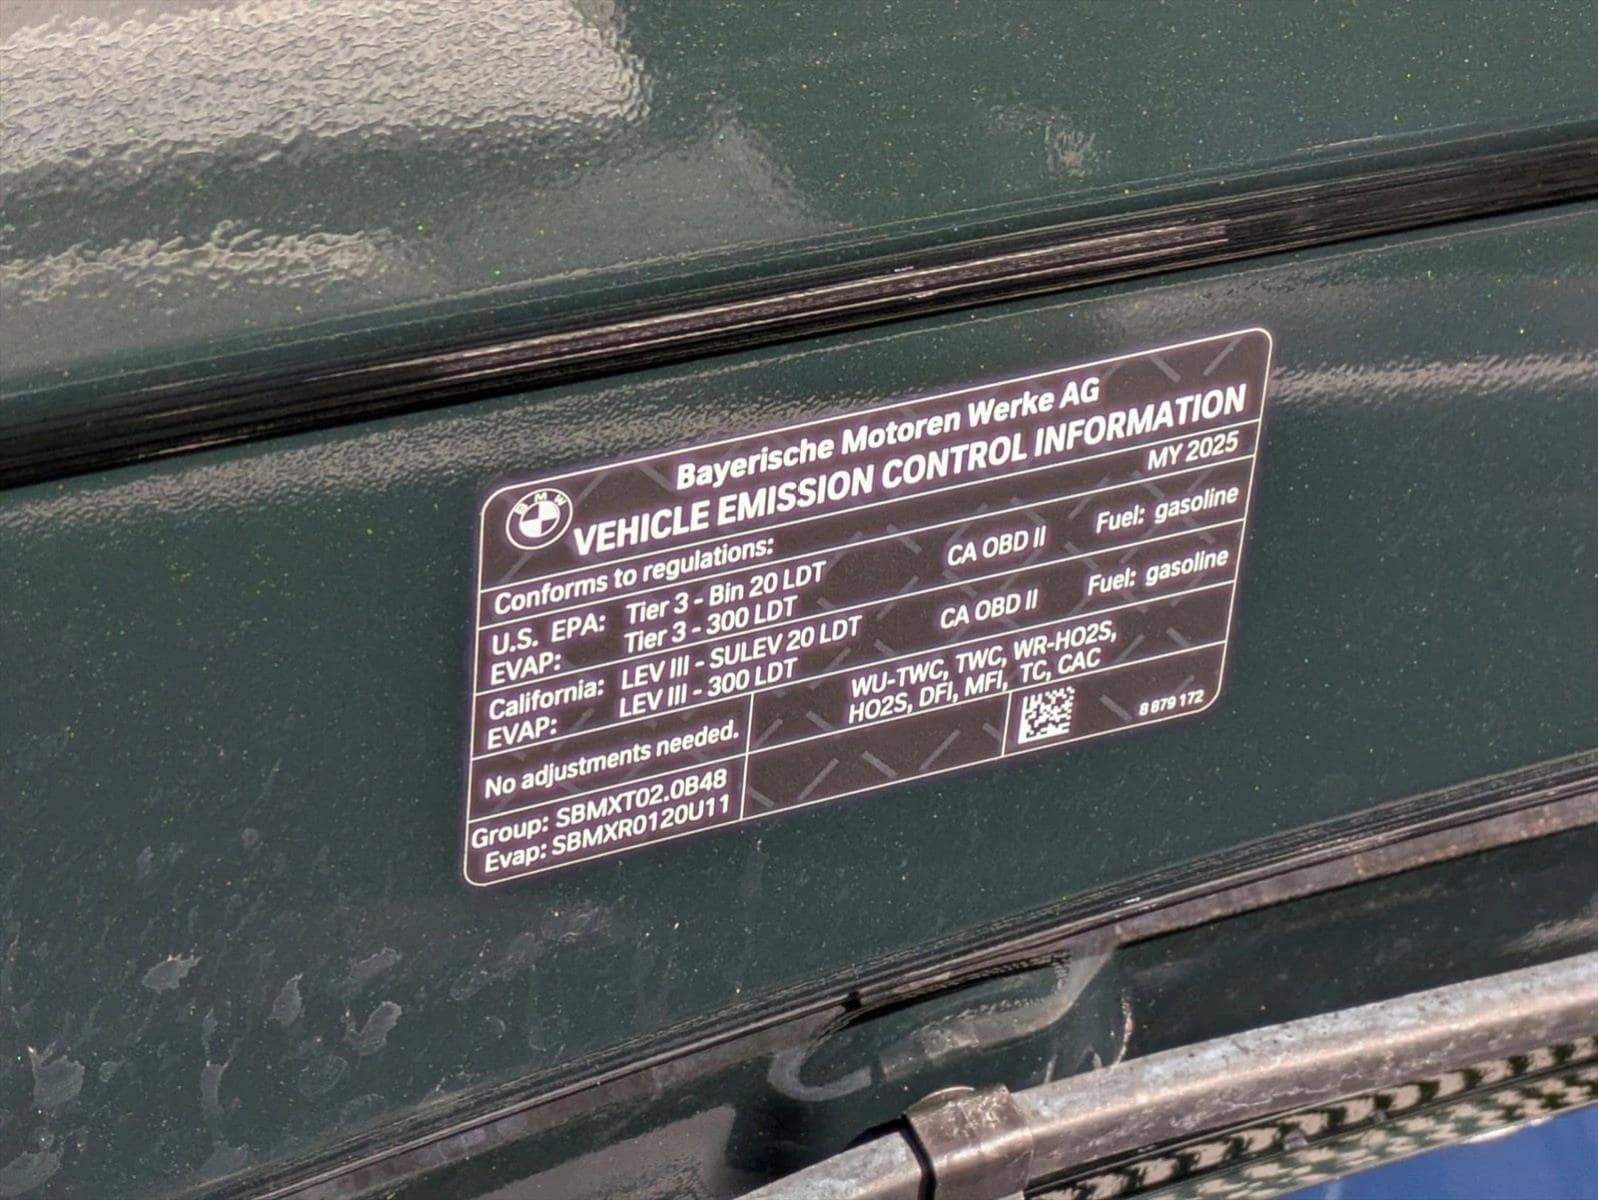 Bayerische Motoren Werke AG
BMW
VEHICLE EMISSION CONTROL INFORMATION
Conforms to regulations: MY 2025
U.S. EPA: Tier 3 - Bin 20 LDT CA OBD II Fuel: gasoline
EVAP: Tier 3 - 300 LDT
California: LEV III - SULEV 20 LDT CA OBD II Fuel: gasoline
EVAP: LEV III - 300 LDT
No adjustments needed. WU-TWC, TWC, WR-HO2S,
HO2S, DFI, MFI, TC, CAC
Group: SBMXT02.0B48
Evap: SBMXR0120U11
8 879 172